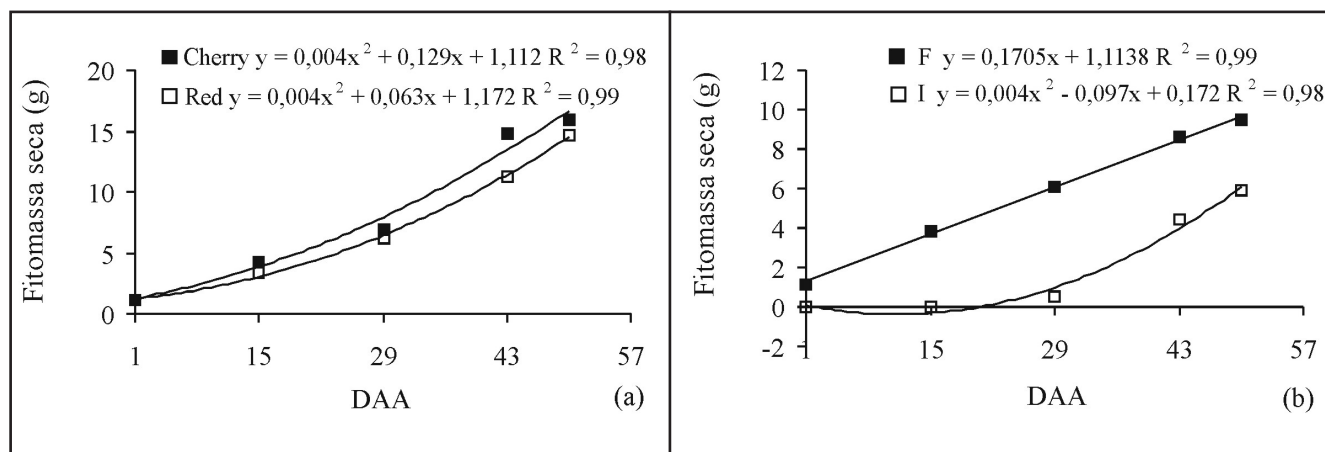 Cherry y = 0,004x² + 0,129x + 1,112 R² = 0,98
Red y = 0,004x² + 0,063x + 1,172 R² = 0,99
Fitomassa seca (g)
20
15
10
5
0
1 15 29 43 57
DAA
(a)
F y = 0,1705x + 1,1138 R² = 0,99
I y = 0,004x² - 0,097x + 0,172 R² = 0,98
Fitomassa seca (g)
12
10
8
6
4
2
0
-2
1 15 29 43 57
DAA
(b)